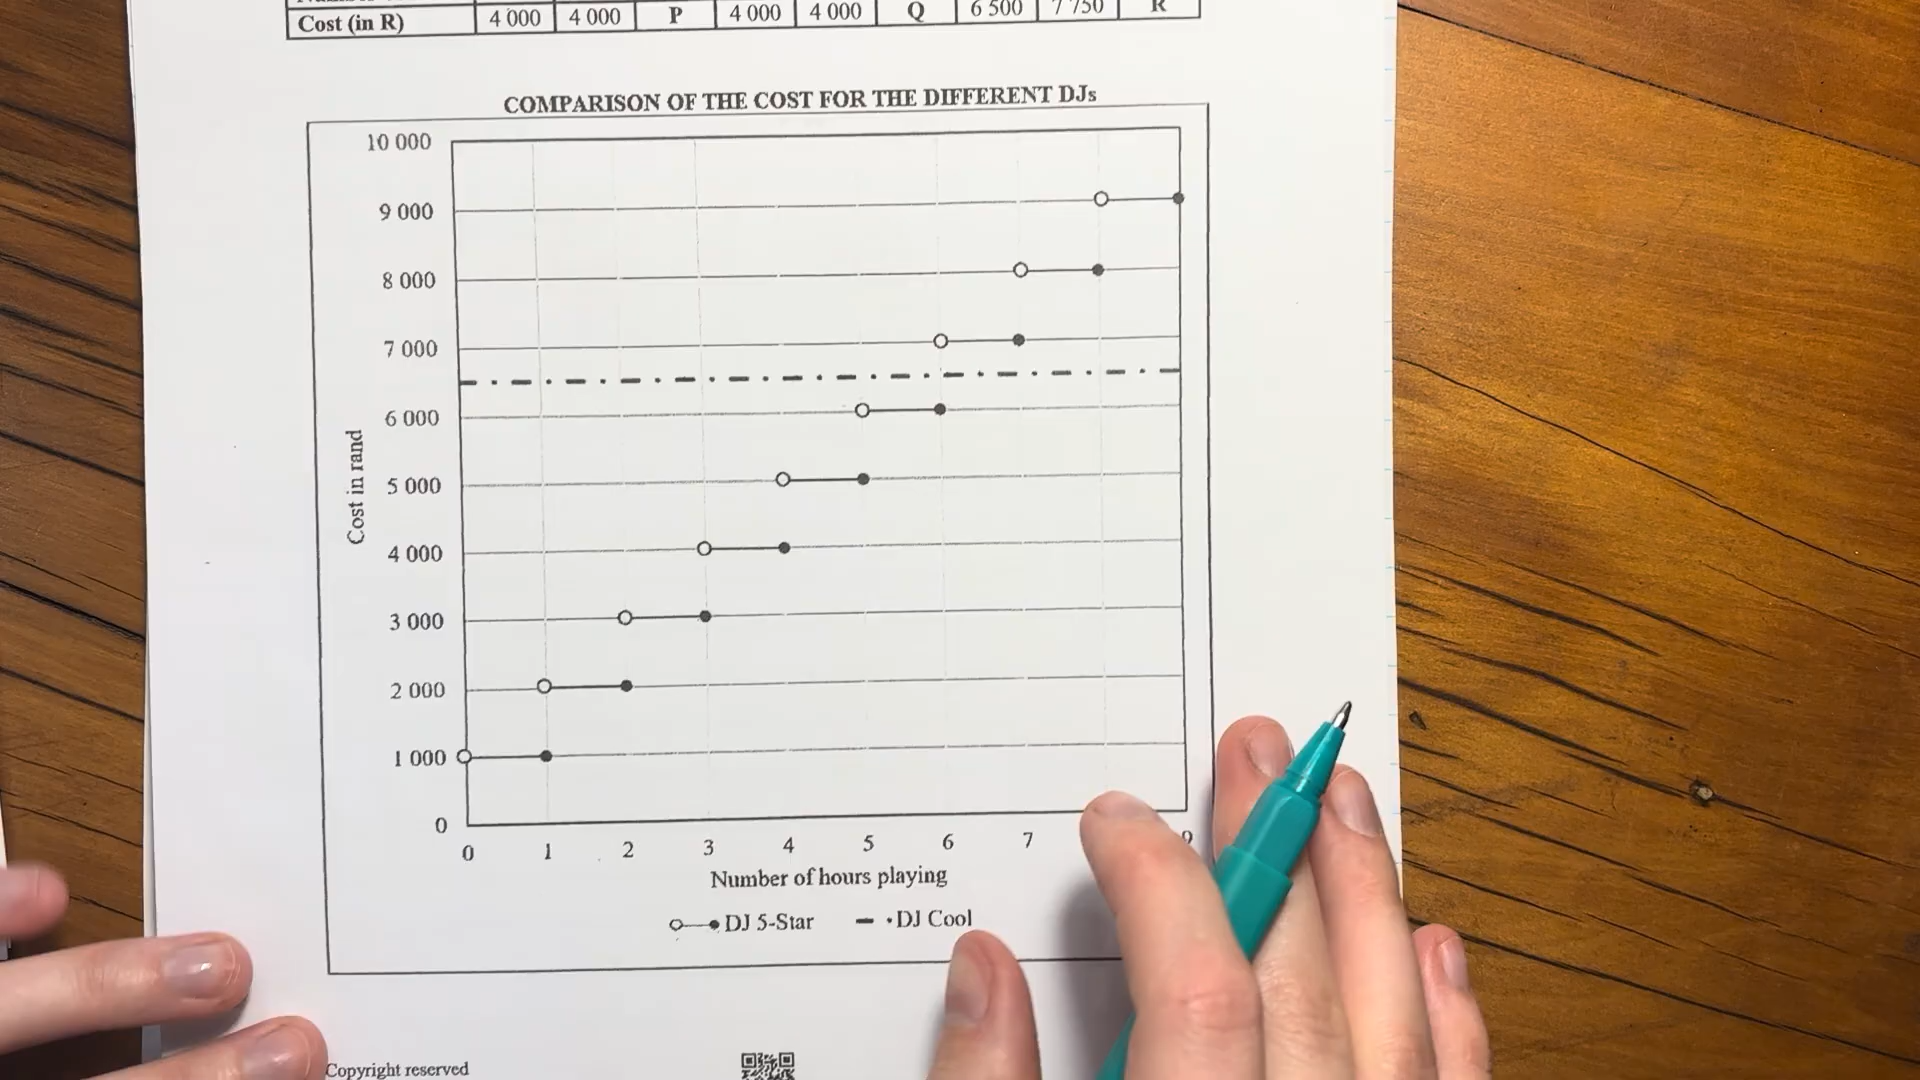 Cost (in R) 4 000 4 000 P 4 000 4 000 Q 6 500 7 750 R
COMPARISON OF THE COST FOR THE DIFFERENT DJs
10 000
9 000
8 000
7 000
6 000
5 000
4 000
3 000
2 000
1 000
0
Cost in rand
0 1 2 3 4 5 6 7 9
Number of hours playing
DJ 5-Star DJ Cool
Copyright reserved